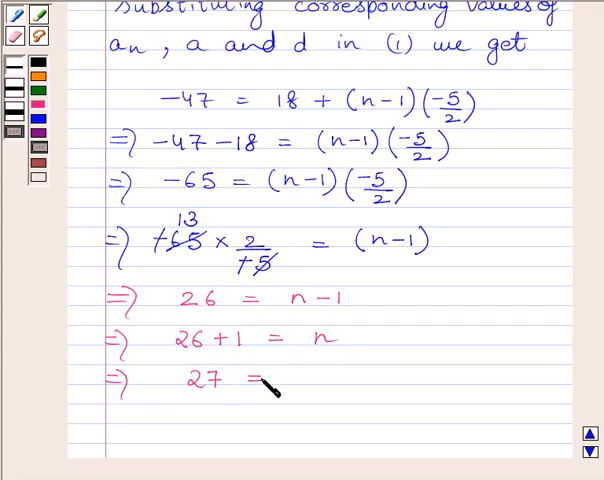 substituting corresponding values of
an, a and d in (1) we get
-47 = 18 + (n-1)(-5/2)
=> -47-18 = (n-1)(-5/2)
=> -65 = (n-1)(-5/2)
13
=> -65 × 2/-5 = (n-1)
=> 26 = n-1
=> 26+1 = n
=> 27 =